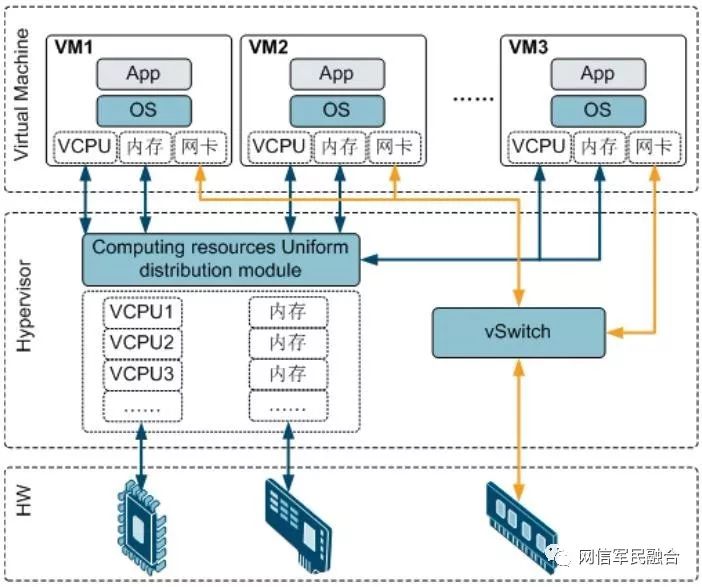 Virtual Machine
VM1
App
OS
VCPU
内存
网卡
VM2
App
OS
VCPU
内存
网卡
......
VM3
App
OS
VCPU
内存
网卡
Hypervisor
Computing resources Uniform
distribution module
VCPU1
VCPU2
VCPU3
......
内存
内存
内存
......
vSwitch
HW
网信军民融合